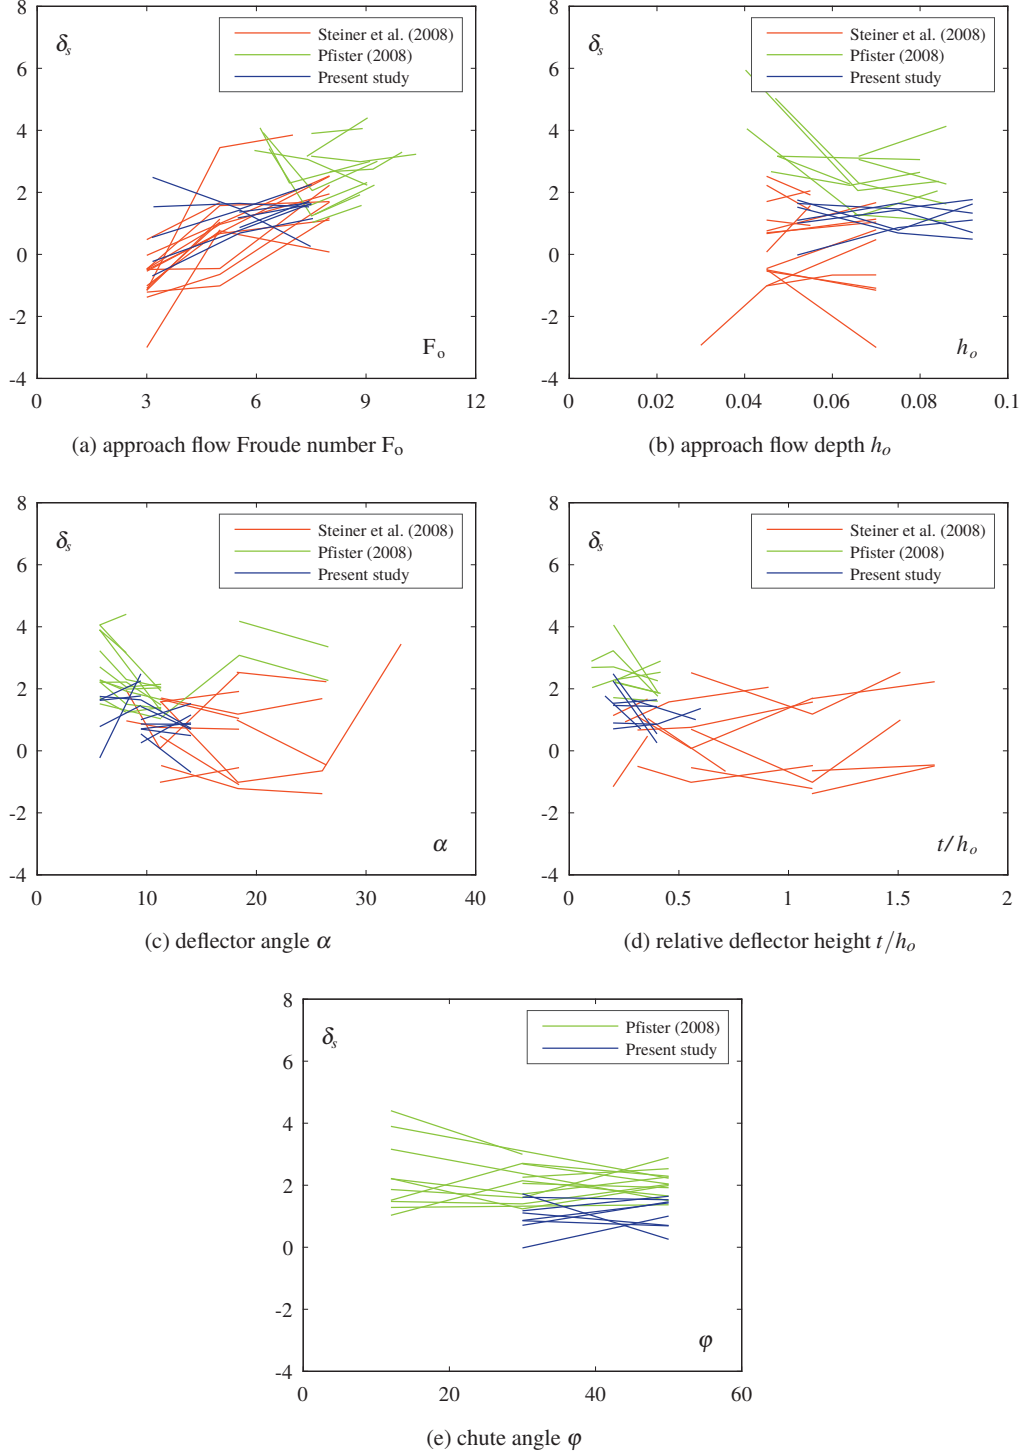 8
6
4
2
0
-2
-4
0 3 6 9 12
δs
Steiner et al. (2008)
Pfister (2008)
Present study
Fo
(a) approach flow Froude number Fo
8
6
4
2
0
-2
-4
0 0.02 0.04 0.06 0.08 0.1
δs
Steiner et al. (2008)
Pfister (2008)
Present study
ho
(b) approach flow depth ho
8
6
4
2
0
-2
-4
0 10 20 30 40
δs
Steiner et al. (2008)
Pfister (2008)
Present study
α
(c) deflector angle α
8
6
4
2
0
-2
-4
0 0.5 1 1.5 2
δs
Steiner et al. (2008)
Pfister (2008)
Present study
t/ho
(d) relative deflector height t/ho
8
6
4
2
0
-2
-4
0 20 40 60
δs
Pfister (2008)
Present study
φ
(e) chute angle φ